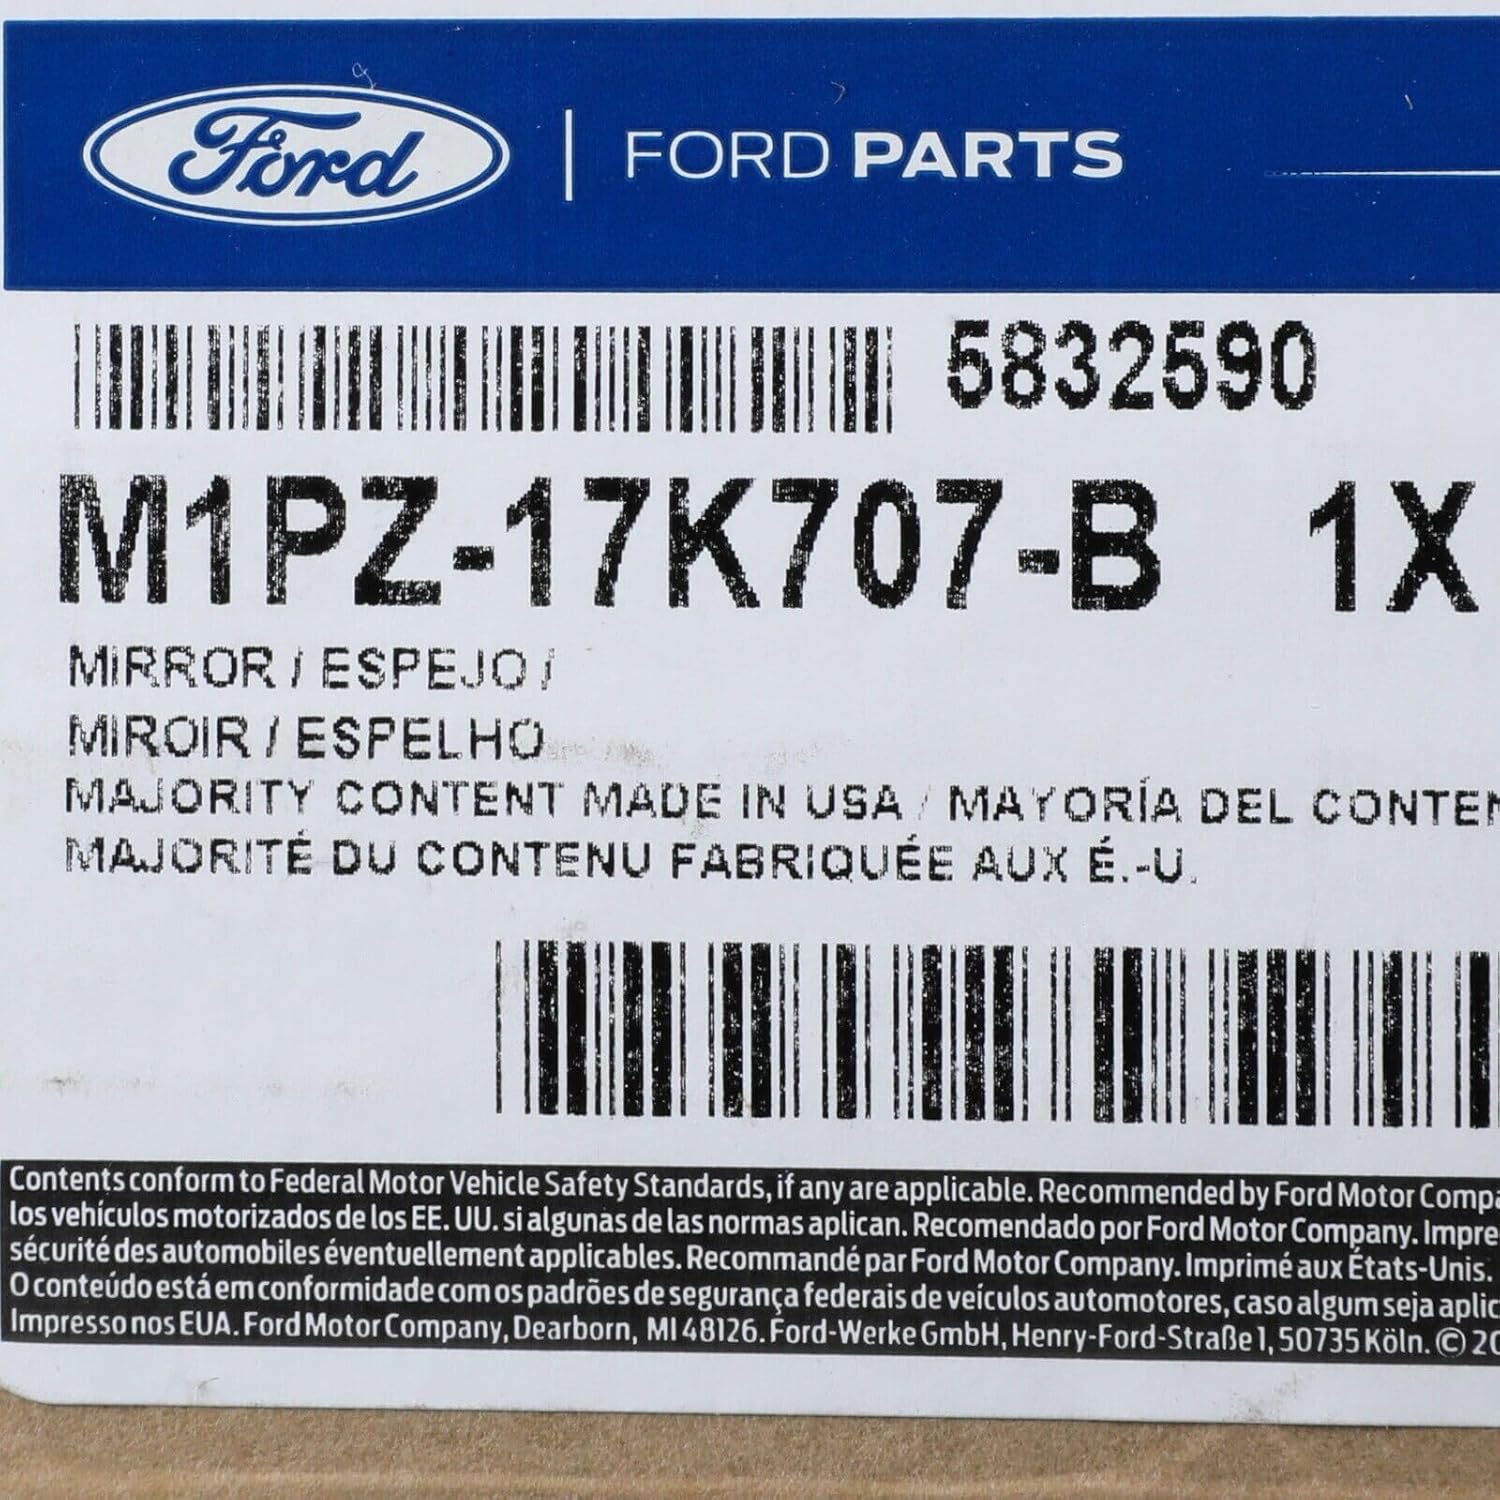 Ford | FORD PARTS
5832590
M1PZ-17K707-B 1X
MIRROR / ESPEJO /
MIROIR / ESPELHO
MAJORITY CONTENT MADE IN USA / MAYORÍA DEL CONTEN
MAJORITÉ DU CONTENU FABRIQUÉE AUX É.-U.
Contents conform to Federal Motor Vehicle Safety Standards, if any are applicable. Recommended by Ford Motor Compa
los vehículos motorizados de los EE. UU. si algunas de las normas aplican. Recomendado por Ford Motor Company. Impre
sécurité des automobiles éventuellement applicables. Recommandé par Ford Motor Company. Imprimé aux États-Unis.
O conteúdo está em conformidade com os padrões de segurança federais de veículos automotores, caso algum seja aplic
Impresso nos EUA. Ford Motor Company, Dearborn, MI 48126. Ford-Werke GmbH, Henry-Ford-Straße 1, 50735 Köln. © 20